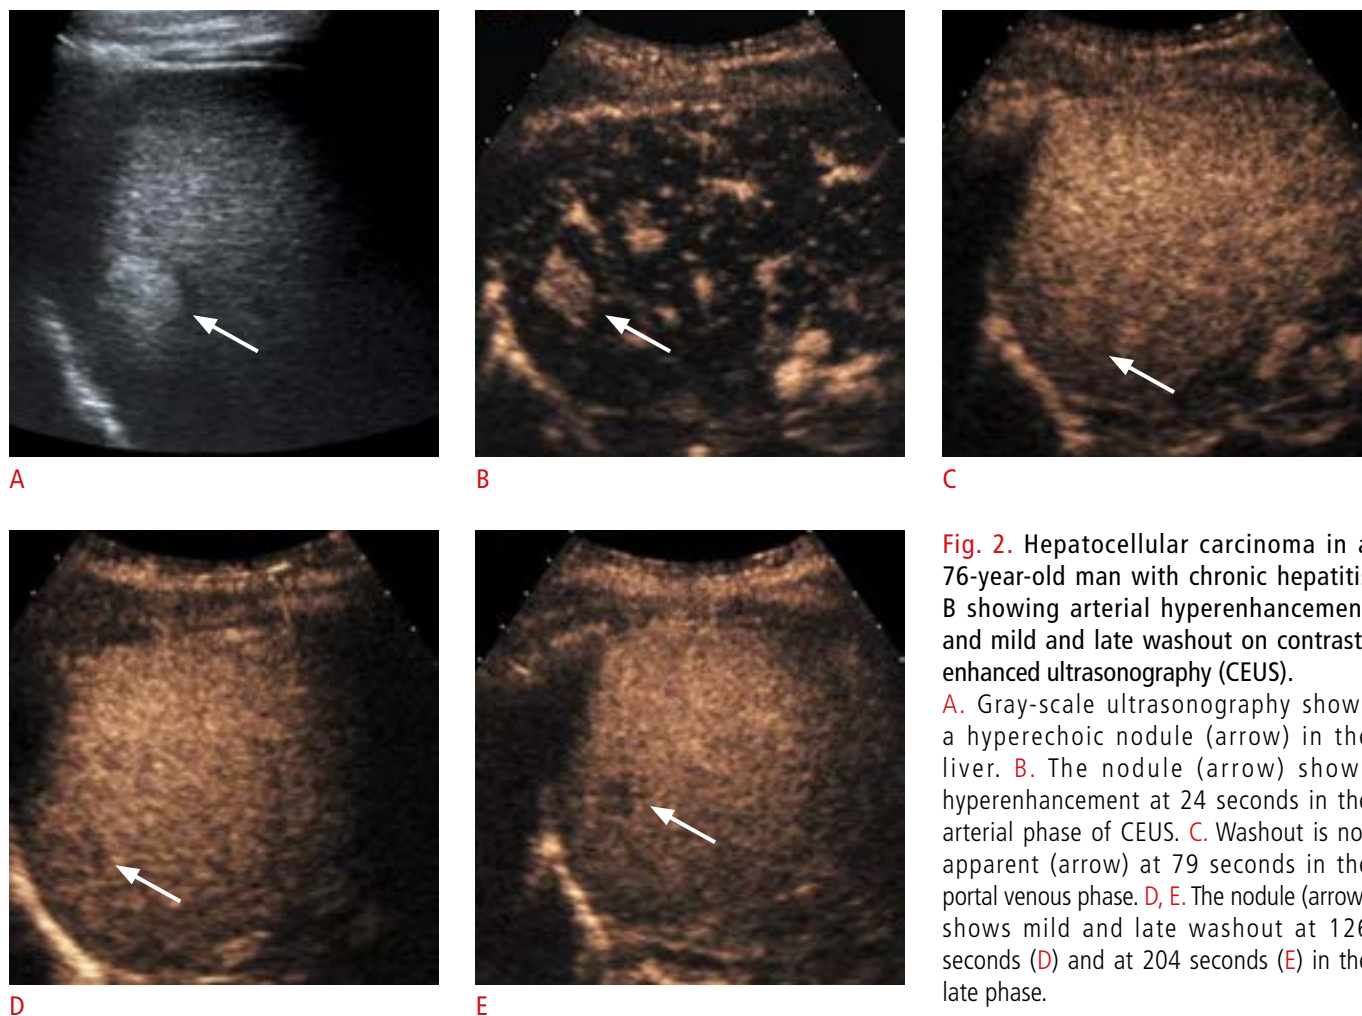 A
B
C
D
E
Fig. 2. Hepatocellular carcinoma in a
76-year-old man with chronic hepatitis
B showing arterial hyperenhancemen
and mild and late washout on contrast
enhanced ultrasonography (CEUS).
A. Gray-scale ultrasonography show
a hyperechoic nodule (arrow) in the
liver. B. The nodule (arrow) show
hyperenhancement at 24 seconds in the
arterial phase of CEUS. C. Washout is no
apparent (arrow) at 79 seconds in the
portal venous phase. D, E. The nodule (arrow
shows mild and late washout at 126
seconds (D) and at 204 seconds (E) in the
late phase.